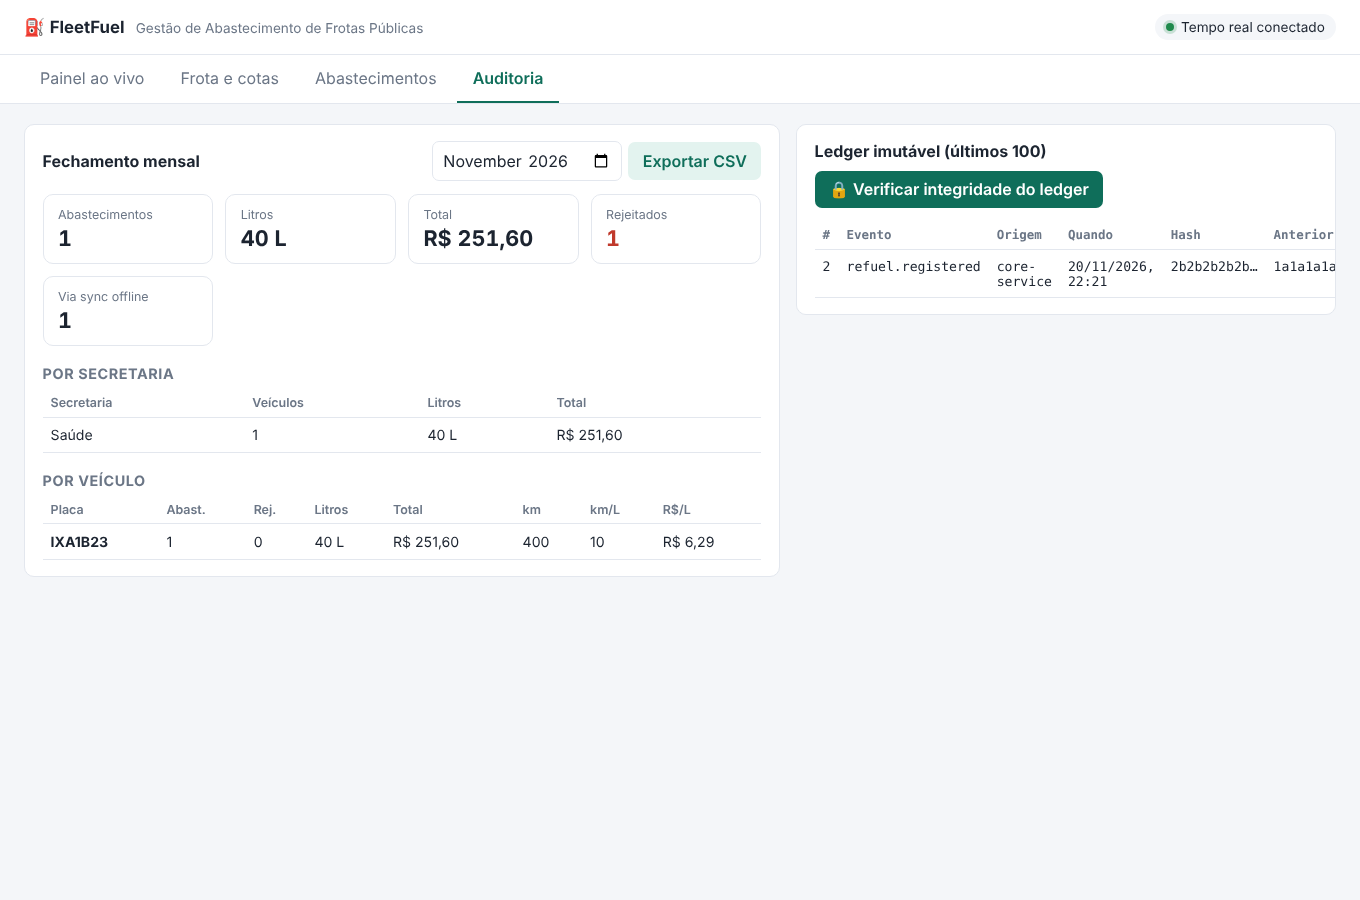 FleetFuel Gestão de Abastecimento de Frotas Públicas
Tempo real conectado
Painel ao vivo Frota e cotas Abastecimentos Auditoria
Fechamento mensal
November 2026
Exportar CSV
Abastecimentos
1
Litros
40 L
Total
R$ 251,60
Rejeitados
1
Via sync offline
1
POR SECRETARIA
Secretaria Veículos Litros Total
Saúde 1 40 L R$ 251,60
POR VEÍCULO
Placa Abast. Rej. Litros Total km km/L R$/L
IXA1B23 1 0 40 L R$ 251,60 400 10 R$ 6,29
Ledger imutável (últimos 100)
Verificar integridade do ledger
# Evento Origem Quando Hash Anterior
2 refuel.registered core- 20/11/2026, 2b2b2b2b2b… 1a1a1a1a
service 22:21